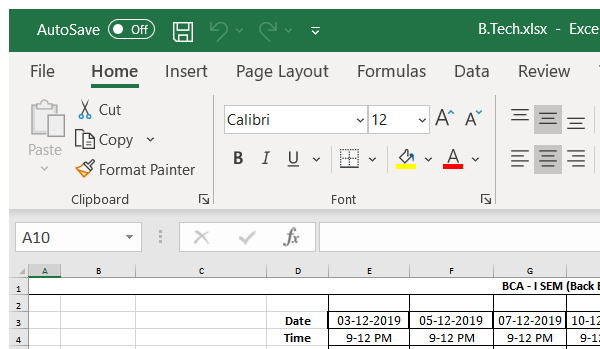 AutoSave Off B.Tech.xlsx - Exce
File Home Insert Page Layout Formulas Data Review
Cut
Copy
Paste
Format Painter
Calibri 12 A A
B I U A
Clipboard Font
A10 fx
A B C D E F G
1 BCA - I SEM (Back
2
3 Date 03-12-2019 05-12-2019 07-12-2019 10-12
4 Time 9-12 PM 9-12 PM 9-12 PM 9-